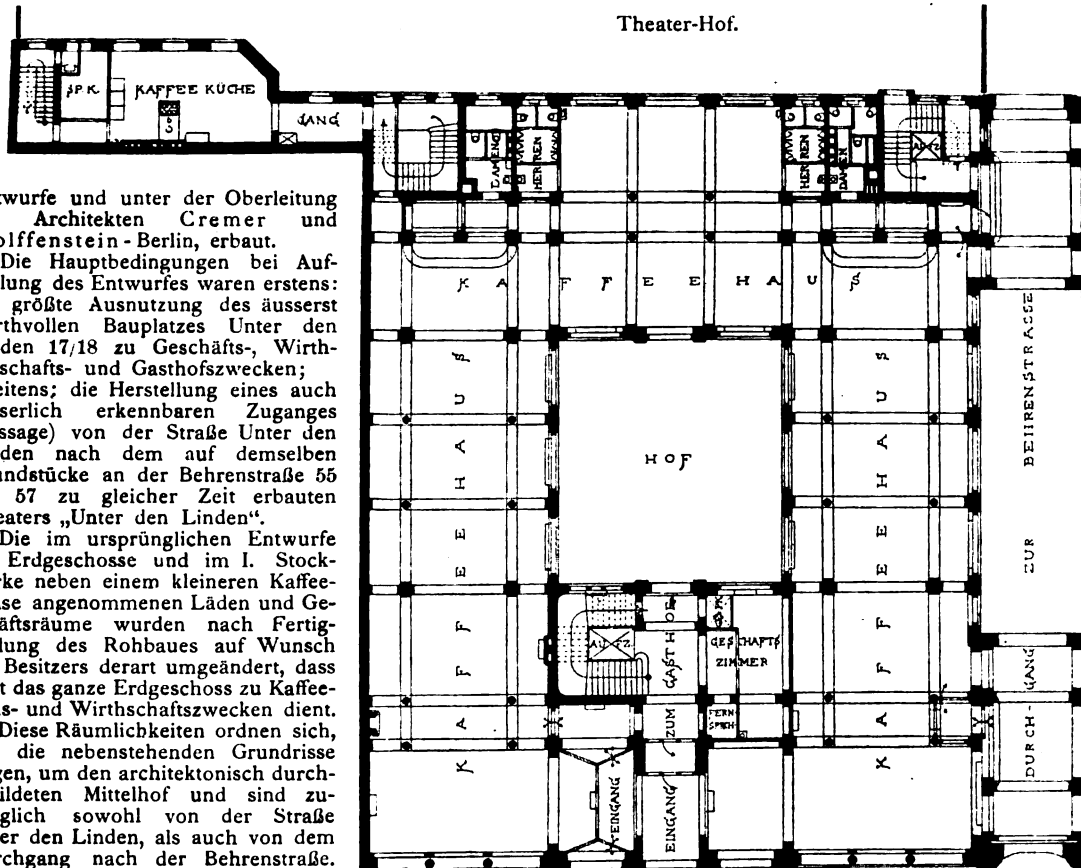 Theater-Hof.
SP. K.
KAFFEE KÜCHE
GANG
DAMEN
HERREN
HERREN
DAMEN
AUFZ
KAFFEEHAUS
KAFFEEHAUS
KAFFEEHAUS
HOF
AUFZ
ZUM GASTHOF
GESCHÄFTS
ZIMMER
FERN
SPRECH
EINGANG
EINGANG
DURCH-GANG ZUR BEHRENSTRASSE
twurfe und unter der Oberleitung
Architekten Cremer und
olffenstein-Berlin, erbaut.
Die Hauptbedingungen bei Auf-
lung des Entwurfes waren erstens:
größte Ausnutzung des äusserst
rthvollen Bauplatzes Unter den
den 17/18 zu Geschäfts-, Wirth-
schafts- und Gasthofszwecken;
eitens; die Herstellung eines auch
serlich erkennbaren Zuganges
ssage) von der Straße Unter den
den nach dem auf demselben
undstücke an der Behrenstraße 55
57 zu gleicher Zeit erbauten
eaters „Unter den Linden“.
Die im ursprünglichen Entwurfe
Erdgeschosse und im I. Stock-
rke neben einem kleineren Kaffee-
se angenommenen Läden und Ge-
äftsräume wurden nach Fertig-
lung des Rohbaues auf Wunsch
Besitzers derart umgeändert, dass
t das ganze Erdgeschoss zu Kaffee-
s- und Wirthschaftszwecken dient.
Diese Räumlichkeiten ordnen sich,
die nebenstehenden Grundrisse
gen, um den architektonisch durch-
ildeten Mittelhof und sind zu-
glich sowohl von der Straße
er den Linden, als auch von dem
rchgang nach der Behrenstraße.